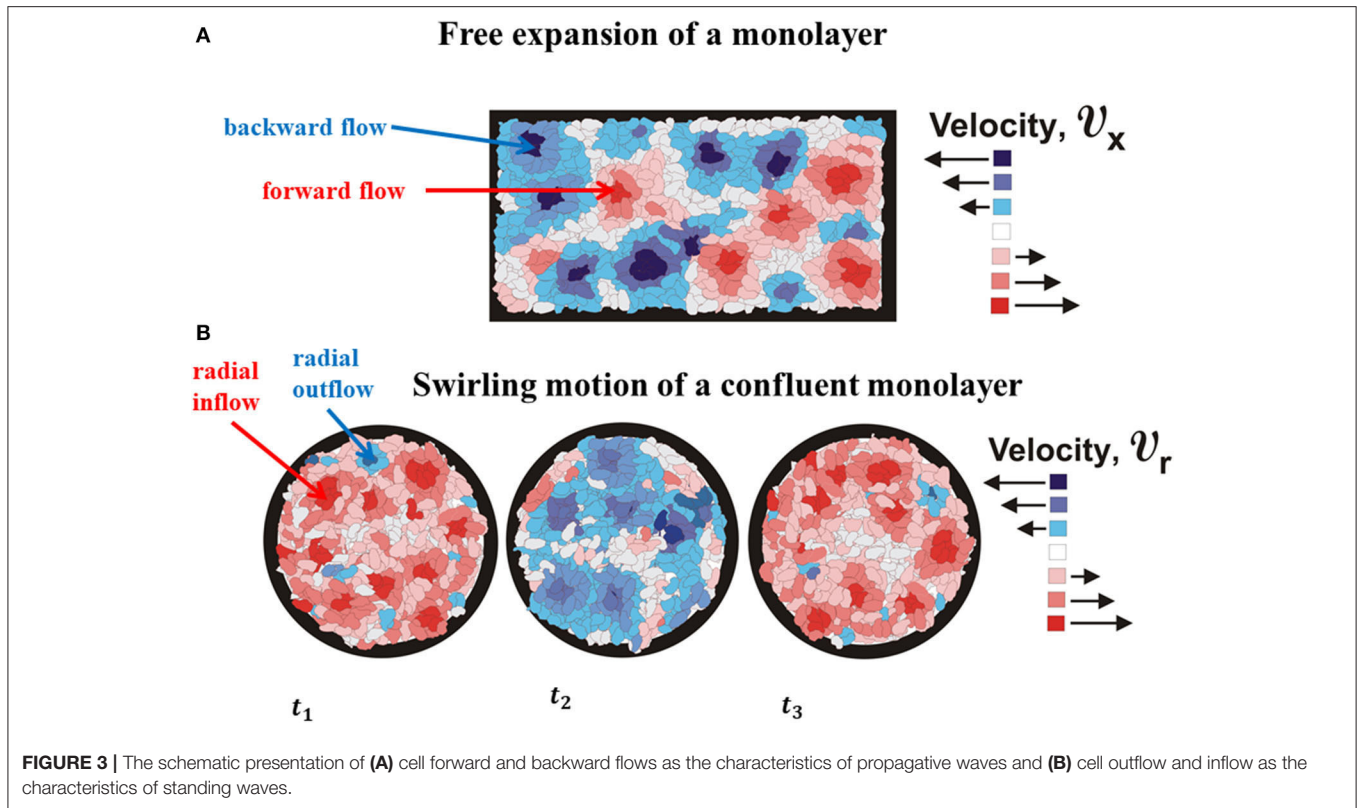 A
Free expansion of a monolayer
backward flow
forward flow
Velocity, 𝒱x
B
radial
inflow
radial
outflow
Swirling motion of a confluent monolayer
Velocity, 𝒱r
t1
t2
t3
FIGURE 3 | The schematic presentation of (A) cell forward and backward flows as the characteristics of propagative waves and (B) cell outflow and inflow as the
characteristics of standing waves.